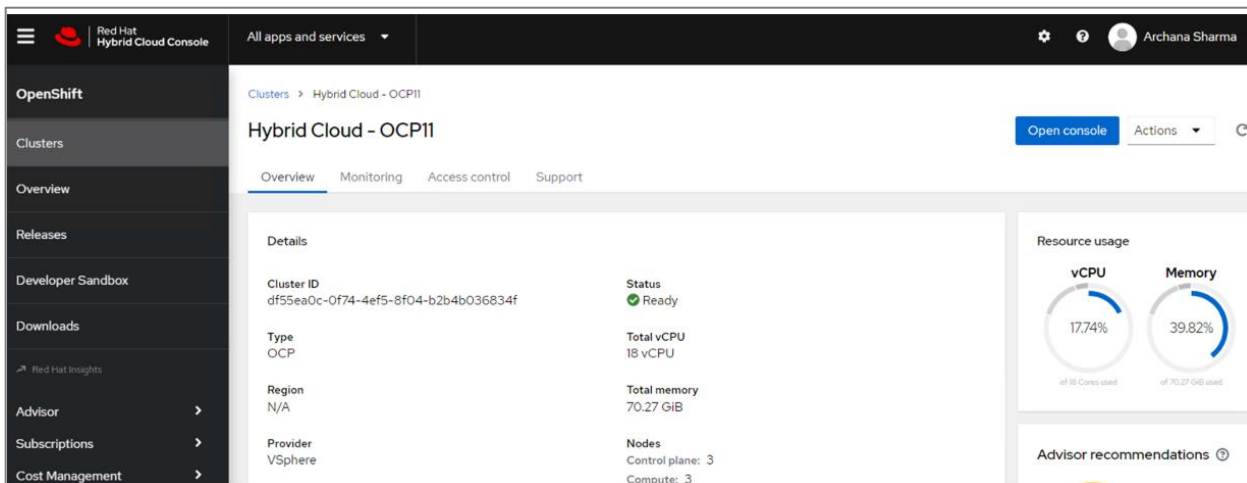 Red Hat
Hybrid Cloud Console
All apps and services
Archana Sharma
OpenShift
Clusters
Overview
Releases
Developer Sandbox
Downloads
Red Hat Insights
Advisor
Subscriptions
Cost Management
Clusters > Hybrid Cloud - OCP11
Hybrid Cloud - OCP11
Open console
Actions
Overview Monitoring Access control Support
Details
Cluster ID
df55ea0c-0f74-4ef5-8f04-b2b4b036834f
Type
OCP
Region
N/A
Provider
VSphere
Status
Ready
Total vCPU
18 vCPU
Total memory
70.27 GiB
Nodes
Control plane: 3
Compute: 3
Resource usage
vCPU Memory
17.74% 39.82%
of 18 Cores used of 70.27 GiB used
Advisor recommendations